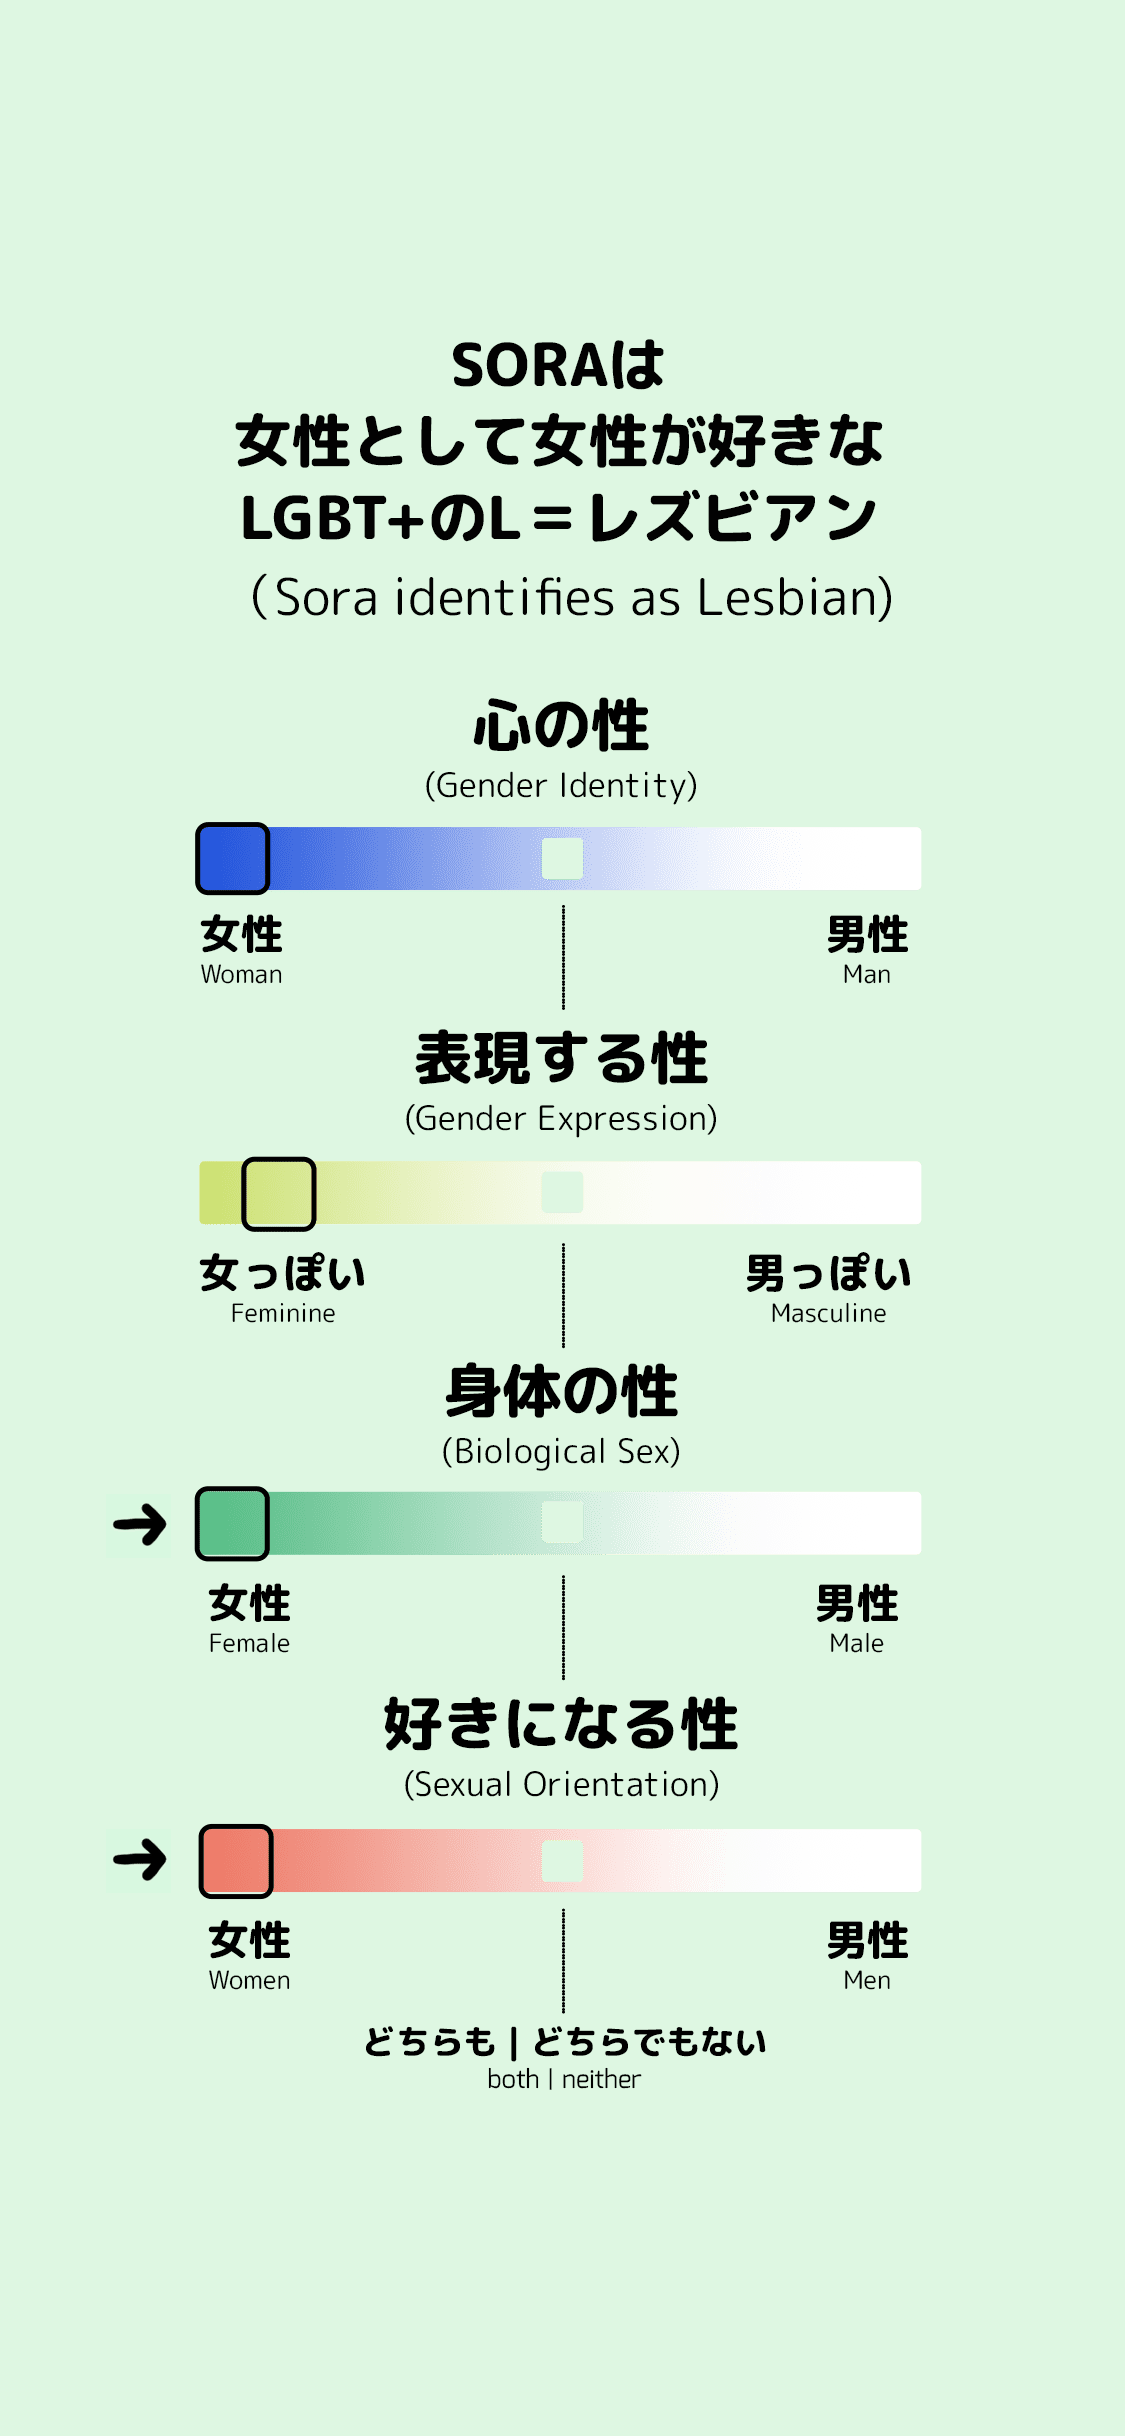 SORAは
女性として女性が好きな
LGBT+のL＝レズビアン
（Sora identifies as Lesbian)
心の性
(Gender Identity)
女性 男性
Woman Man
表現する性
(Gender Expression)
女っぽい 男っぽい
Feminine Masculine
身体の性
(Biological Sex)
女性 男性
Female Male
好きになる性
(Sexual Orientation)
女性 男性
Women Men
どちらも | どちらでもない
both | neither